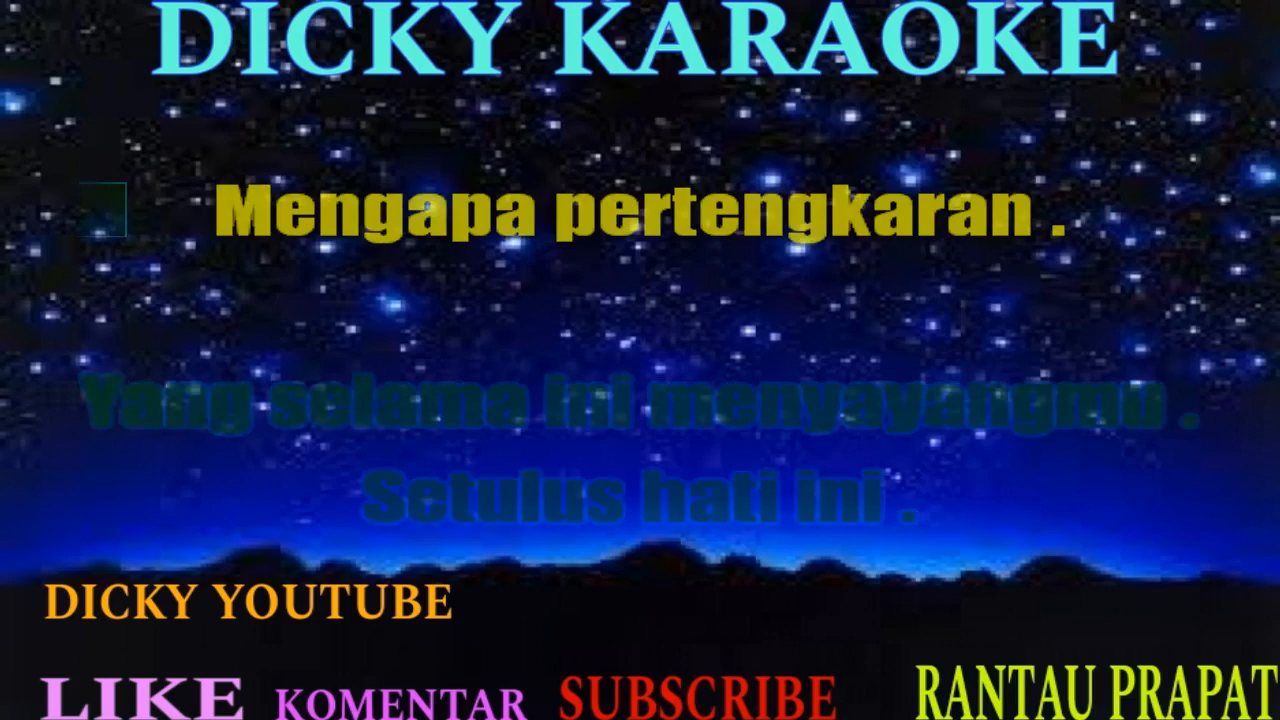 DICKY KARAOKE
Mengapa pertengkaran .
Yang selama ini menyayangmu .
Setulus hati ini .
DICKY YOUTUBE
LIKE KOMENTAR SUBSCRIBE RANTAU PRAPAT